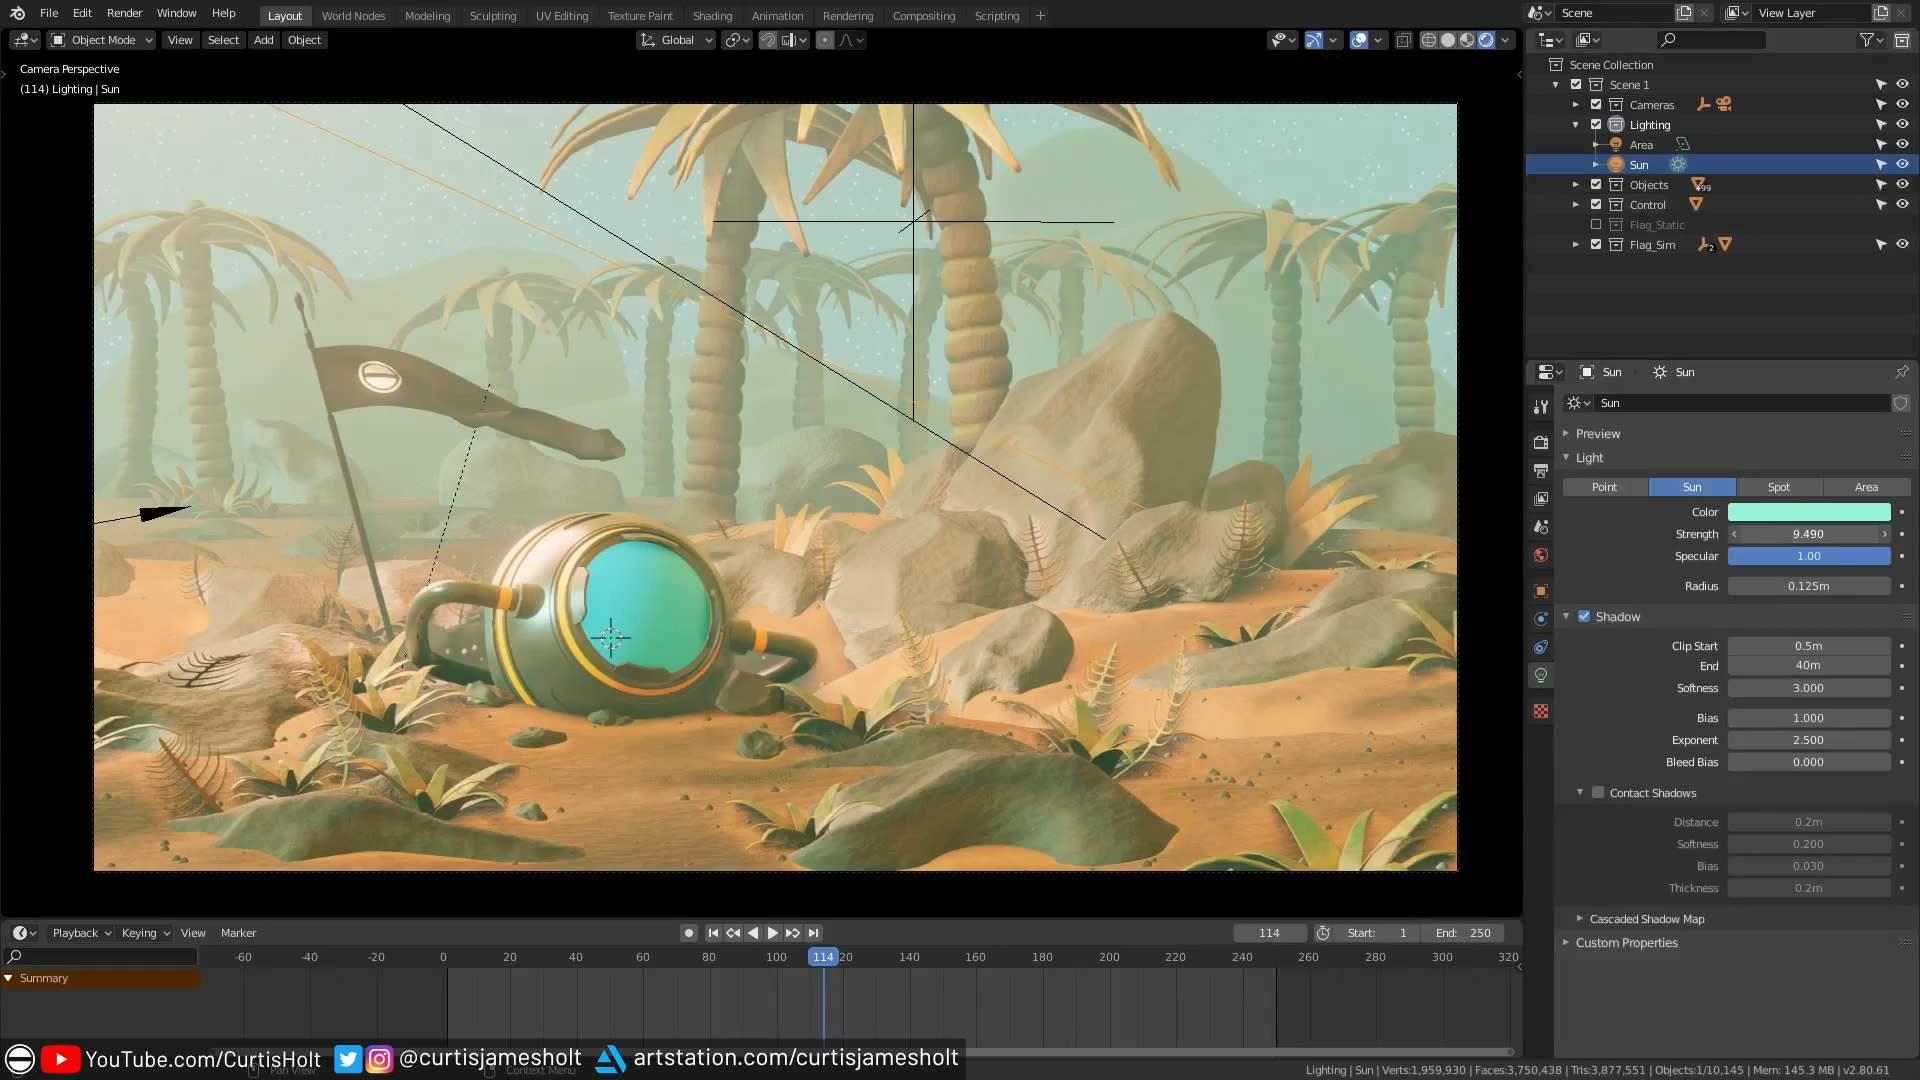 File Edit Render Window Help Layout World Nodes Modeling Sculpting UV Editing Texture Paint Shading Animation Rendering Compositing Scripting + Scene View Layer
Object Mode View Select Add Object Global
Camera Perspective
(114) Lighting | Sun
Scene Collection
Scene 1
Cameras
Lighting
Area
Sun
Objects +99
Control
Flag_Static
Flag_Sim 2
Sun Sun
Sun
Preview
Light
Point Sun Spot Area
Color
Strength 9.490
Specular 1.00
Radius 0.125m
Shadow
Clip Start 0.5m
End 40m
Softness 3.000
Bias 1.000
Exponent 2.500
Bleed Bias 0.000
Contact Shadows
Distance 0.2m
Softness 0.200
Bias 0.030
Thickness 0.2m
Cascaded Shadow Map
Custom Properties
Playback Keying View Marker 114 Start: 1 End: 250
-60 -40 -20 0 20 40 60 80 100 114 20 140 160 180 200 220 240 260 280 300 320
Summary
YouTube.com/CurtisHolt @curtisjamesholt artstation.com/curtisjamesholt
Pan View Context Menu
Lighting | Sun | Verts:1,959,930 | Faces:3,750,438 | Tris:3,877,551 | Objects:1/10,145 | Mem: 145.3 MB | v2.80.61